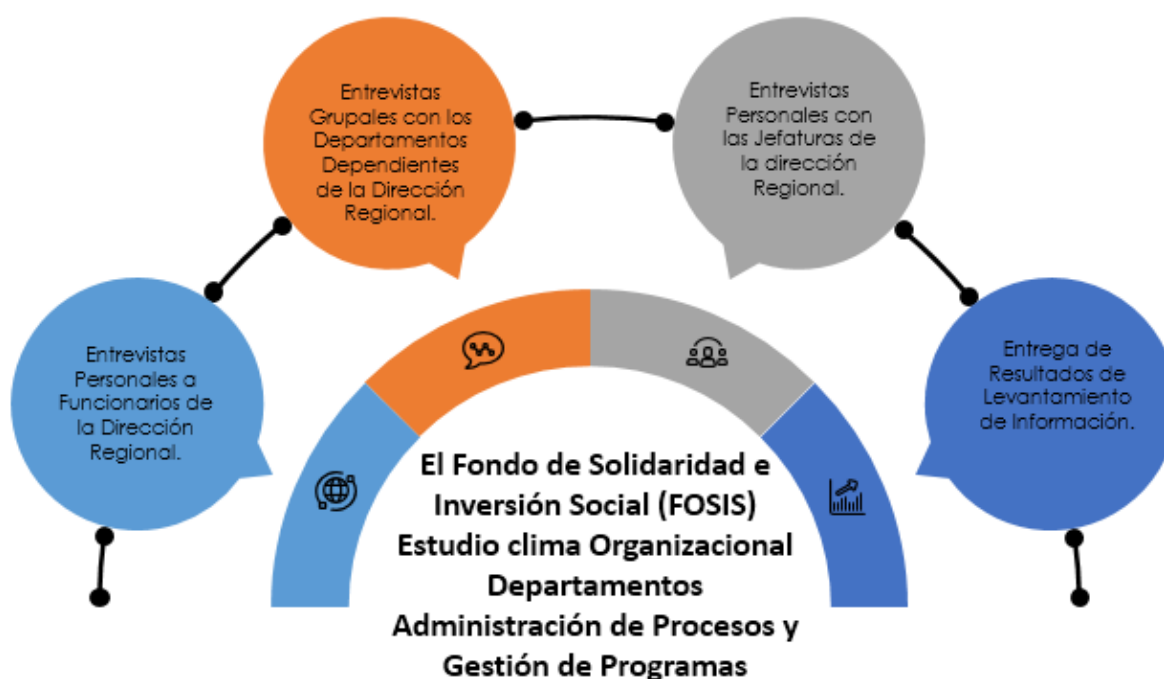 Entrevistas
Personales a
Funcionarios de
la Dirección
Regional.
Entrevistas
Grupales con los
Departamentos
Dependientes
de la Dirección
Regional.
Entrevistas
Personales con
las Jefaturas de
la dirección
Regional.
Entrega de
Resultados de
Levantamiento
de Información.
El Fondo de Solidaridad e
Inversión Social (FOSIS)
Estudio clima Organizacional
Departamentos
Administración de Procesos y
Gestión de Programas